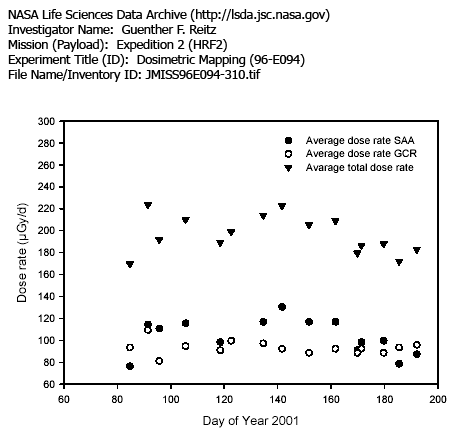 NASA Life Sciences Data Archive (http://lsda.jsc.nasa.gov)
Investigator Name:  Guenther F. Reitz
Mission (Payload):  Expedition 2 (HRF2)
Experiment Title (ID):  Dosimetric Mapping (96-E094)
File Name/Inventory ID: JMISS96E094-310.tif
300
280
260
240
220
200
180
160
140
120
100
80
60
Dose rate (µGy/d)
Average dose rate SAA
Average dose rate GCR
Avarage total dose rate
60 80 100 120 140 160 180 200
Day of Year 2001